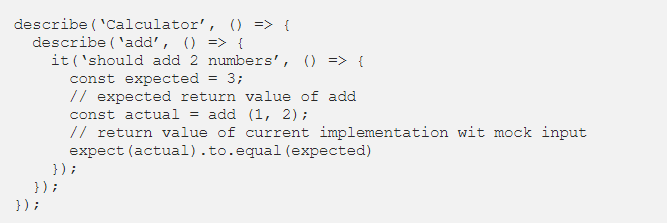 describe(‘Calculator’, () => {
  describe(‘add’, () => {
    it(‘should add 2 numbers’, () => {
      const expected = 3;
      // expected return value of add
      const actual = add (1, 2);
      // return value of current implementation wit mock input
      expect(actual).to.equal(expected)
    });
  });
});